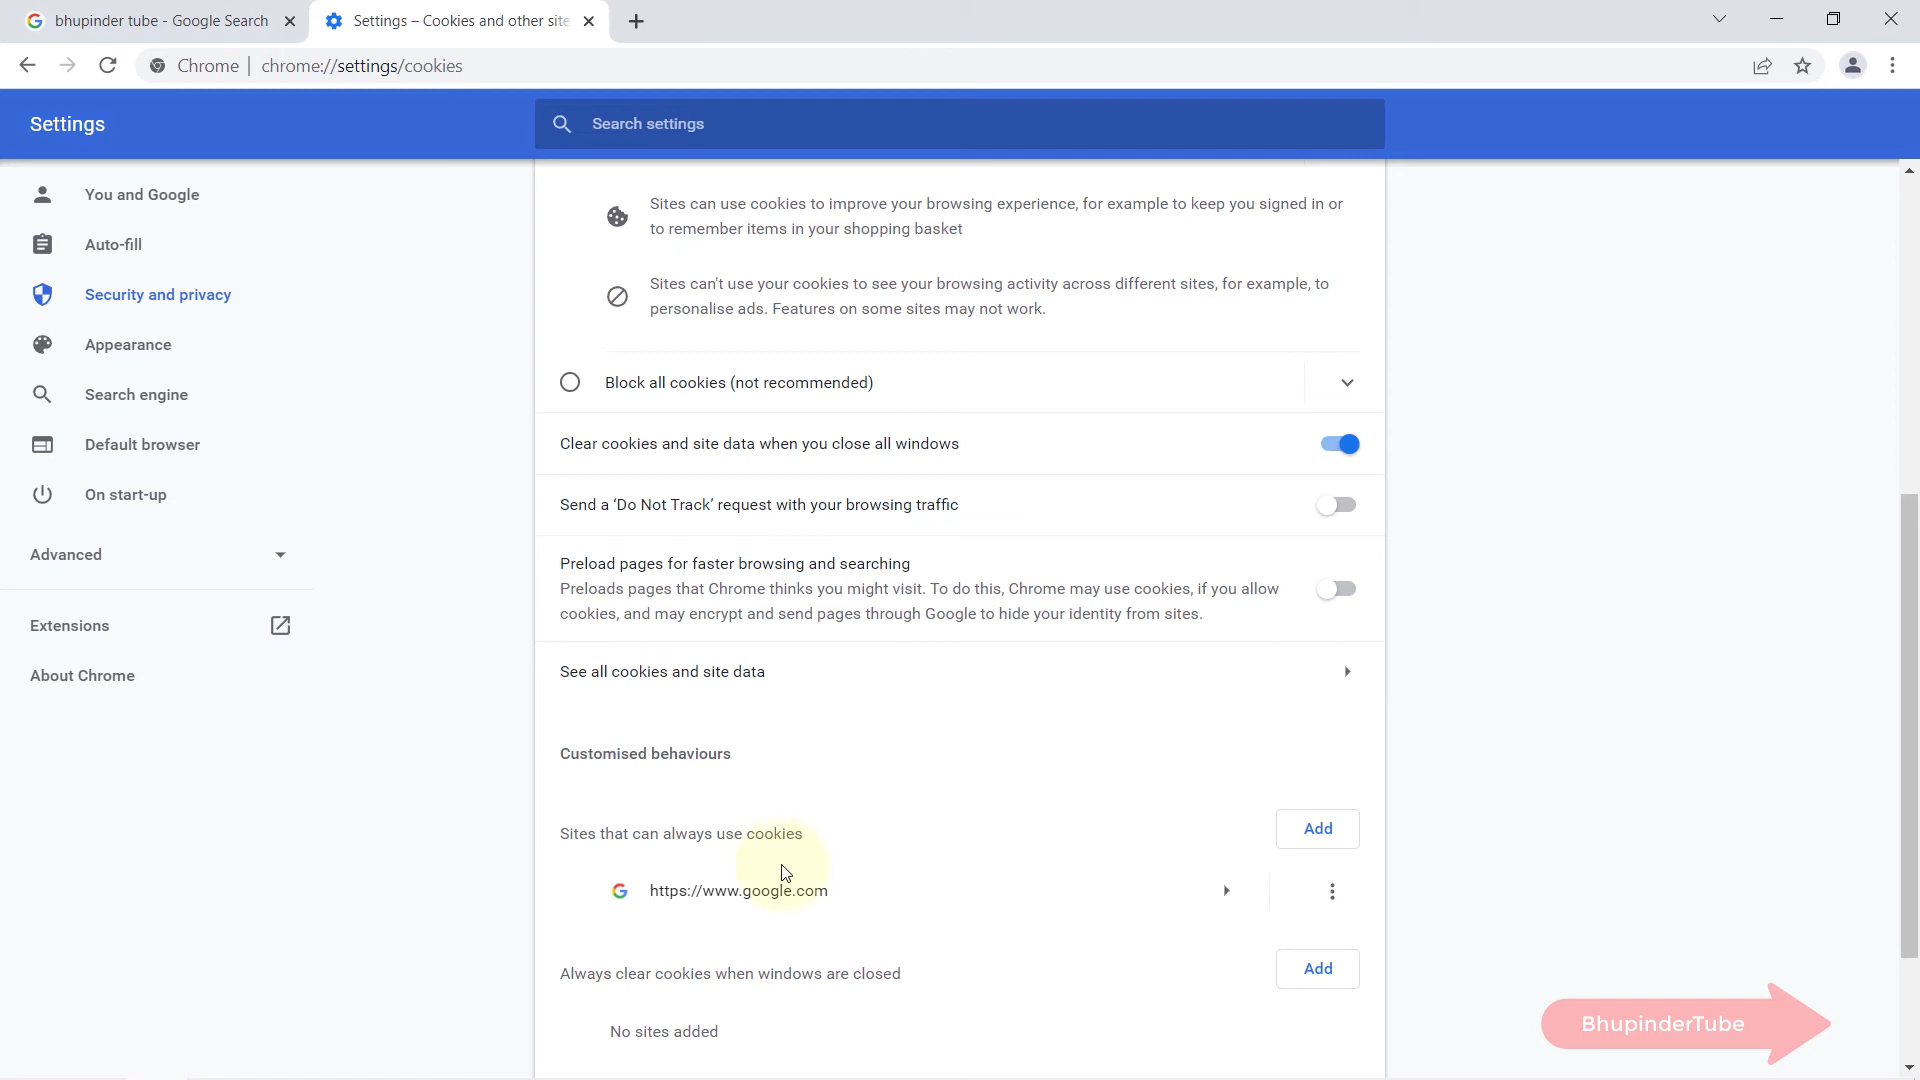 bhupinder tube - Google Search
Settings – Cookies and other site
Chrome | chrome://settings/cookies
Settings
Search settings
You and Google
Auto-fill
Security and privacy
Appearance
Search engine
Default browser
On start-up
Advanced
Extensions
About Chrome
Sites can use cookies to improve your browsing experience, for example to keep you signed in or
to remember items in your shopping basket
Sites can't use your cookies to see your browsing activity across different sites, for example, to
personalise ads. Features on some sites may not work.
Block all cookies (not recommended)
Clear cookies and site data when you close all windows
Send a ‘Do Not Track’ request with your browsing traffic
Preload pages for faster browsing and searching
Preloads pages that Chrome thinks you might visit. To do this, Chrome may use cookies, if you allow
cookies, and may encrypt and send pages through Google to hide your identity from sites.
See all cookies and site data
Customised behaviours
Sites that can always use cookies
Add
https://www.google.com
Always clear cookies when windows are closed
Add
No sites added
BhupinderTube